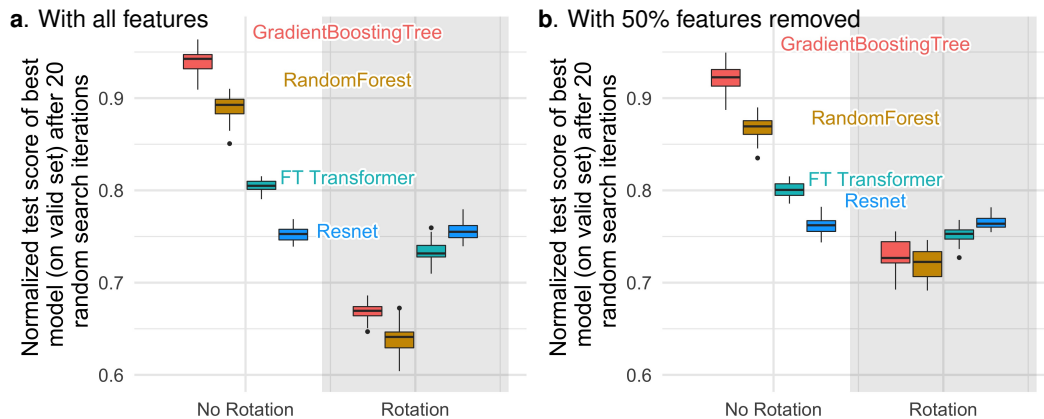 a. With all features
Normalized test score of best
model (on valid set) after 20
random search iterations
0.9
0.8
0.7
0.6
GradientBoostingTree
RandomForest
FT Transformer
Resnet
No Rotation
Rotation
b. With 50% features removed
Normalized test score of best
model (on valid set) after 20
random search iterations
0.9
0.8
0.7
0.6
GradientBoostingTree
RandomForest
FT Transformer
Resnet
No Rotation
Rotation